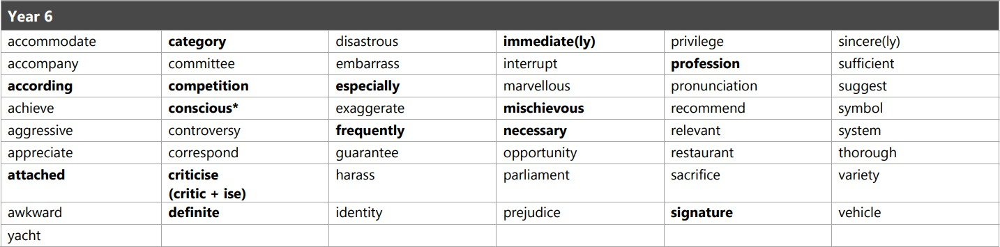 Year 6
accommodate category disastrous immediate(ly) privilege sincere(ly)
accompany committee embarrass interrupt profession sufficient
according competition especially marvellous pronunciation suggest
achieve conscious* exaggerate mischievous recommend symbol
aggressive controversy frequently necessary relevant system
appreciate correspond guarantee opportunity restaurant thorough
attached criticise harass parliament sacrifice variety
(critic + ise)
awkward definite identity prejudice signature vehicle
yacht